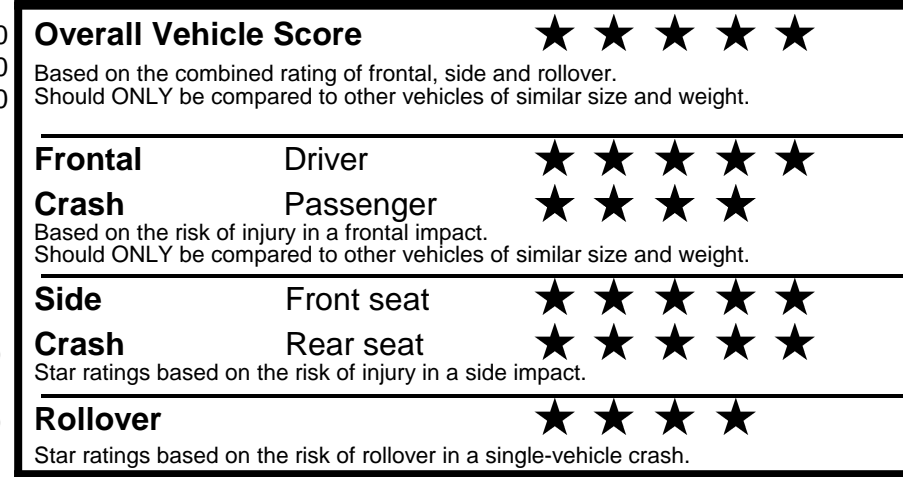 0 Overall Vehicle Score ★ ★ ★ ★ ★
0 Based on the combined rating of frontal, side and rollover.
0 Should ONLY be compared to other vehicles of similar size and weight.
Frontal Driver ★ ★ ★ ★ ★
Crash Passenger ★ ★ ★ ★
Based on the risk of injury in a frontal impact.
Should ONLY be compared to other vehicles of similar size and weight.
Side Front seat ★ ★ ★ ★ ★
Crash Rear seat ★ ★ ★ ★ ★
Star ratings based on the risk of injury in a side impact.
Rollover ★ ★ ★ ★
Star ratings based on the risk of rollover in a single-vehicle crash.